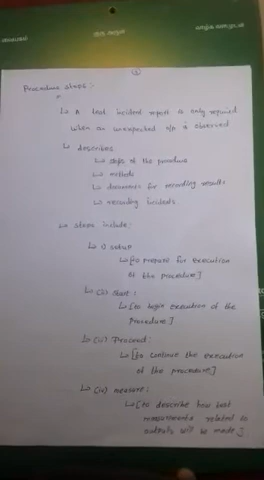 (3)
Procedure steps:
↳ A test incident report is only required
when an unexpected o/p is observed
↳ describes
↳ steps of the procedure
↳ methods
↳ documents for recording results
↳ recording incidents
↳ steps include:
↳ i) setup
↳ [to prepare for execution
of the procedure]
↳ (ii) Start:
↳ [to begin execution of the
Procedure]
↳ (iii) Proceed:
↳ [to continue the execution
of the procedure]
↳ (iv) measure:
↳ [to describe how test
measurements related to
outputs will be made]